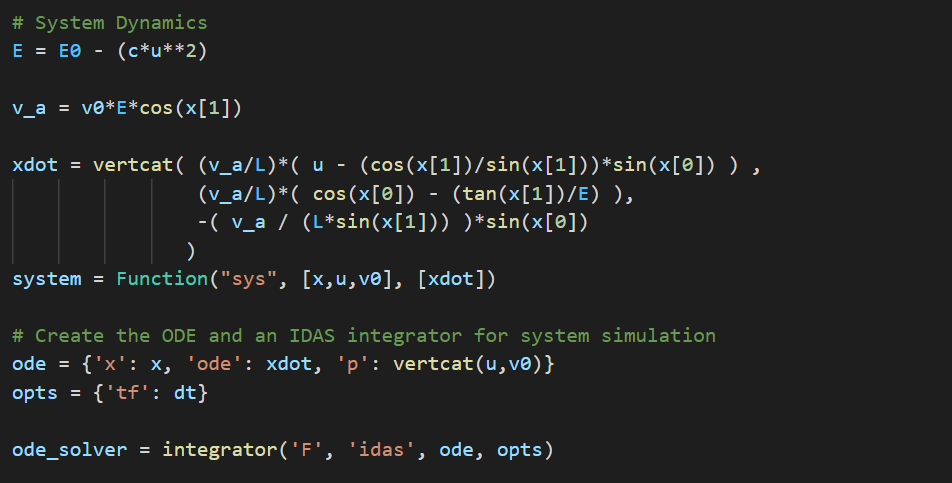 # System Dynamics
E = E0 - (c*u**2)
v_a = v0*E*cos(x[1])
xdot = vertcat( (v_a/L)*( u - (cos(x[1])/sin(x[1]))*sin(x[0]) ) ,
(v_a/L)*( cos(x[0]) - (tan(x[1])/E) ),
-( v_a / (L*sin(x[1])) )*sin(x[0])
)
system = Function("sys", [x,u,v0], [xdot])
# Create the ODE and an IDAS integrator for system simulation
ode = {'x': x, 'ode': xdot, 'p': vertcat(u,v0)}
opts = {'tf': dt}
ode_solver = integrator('F', 'idas', ode, opts)